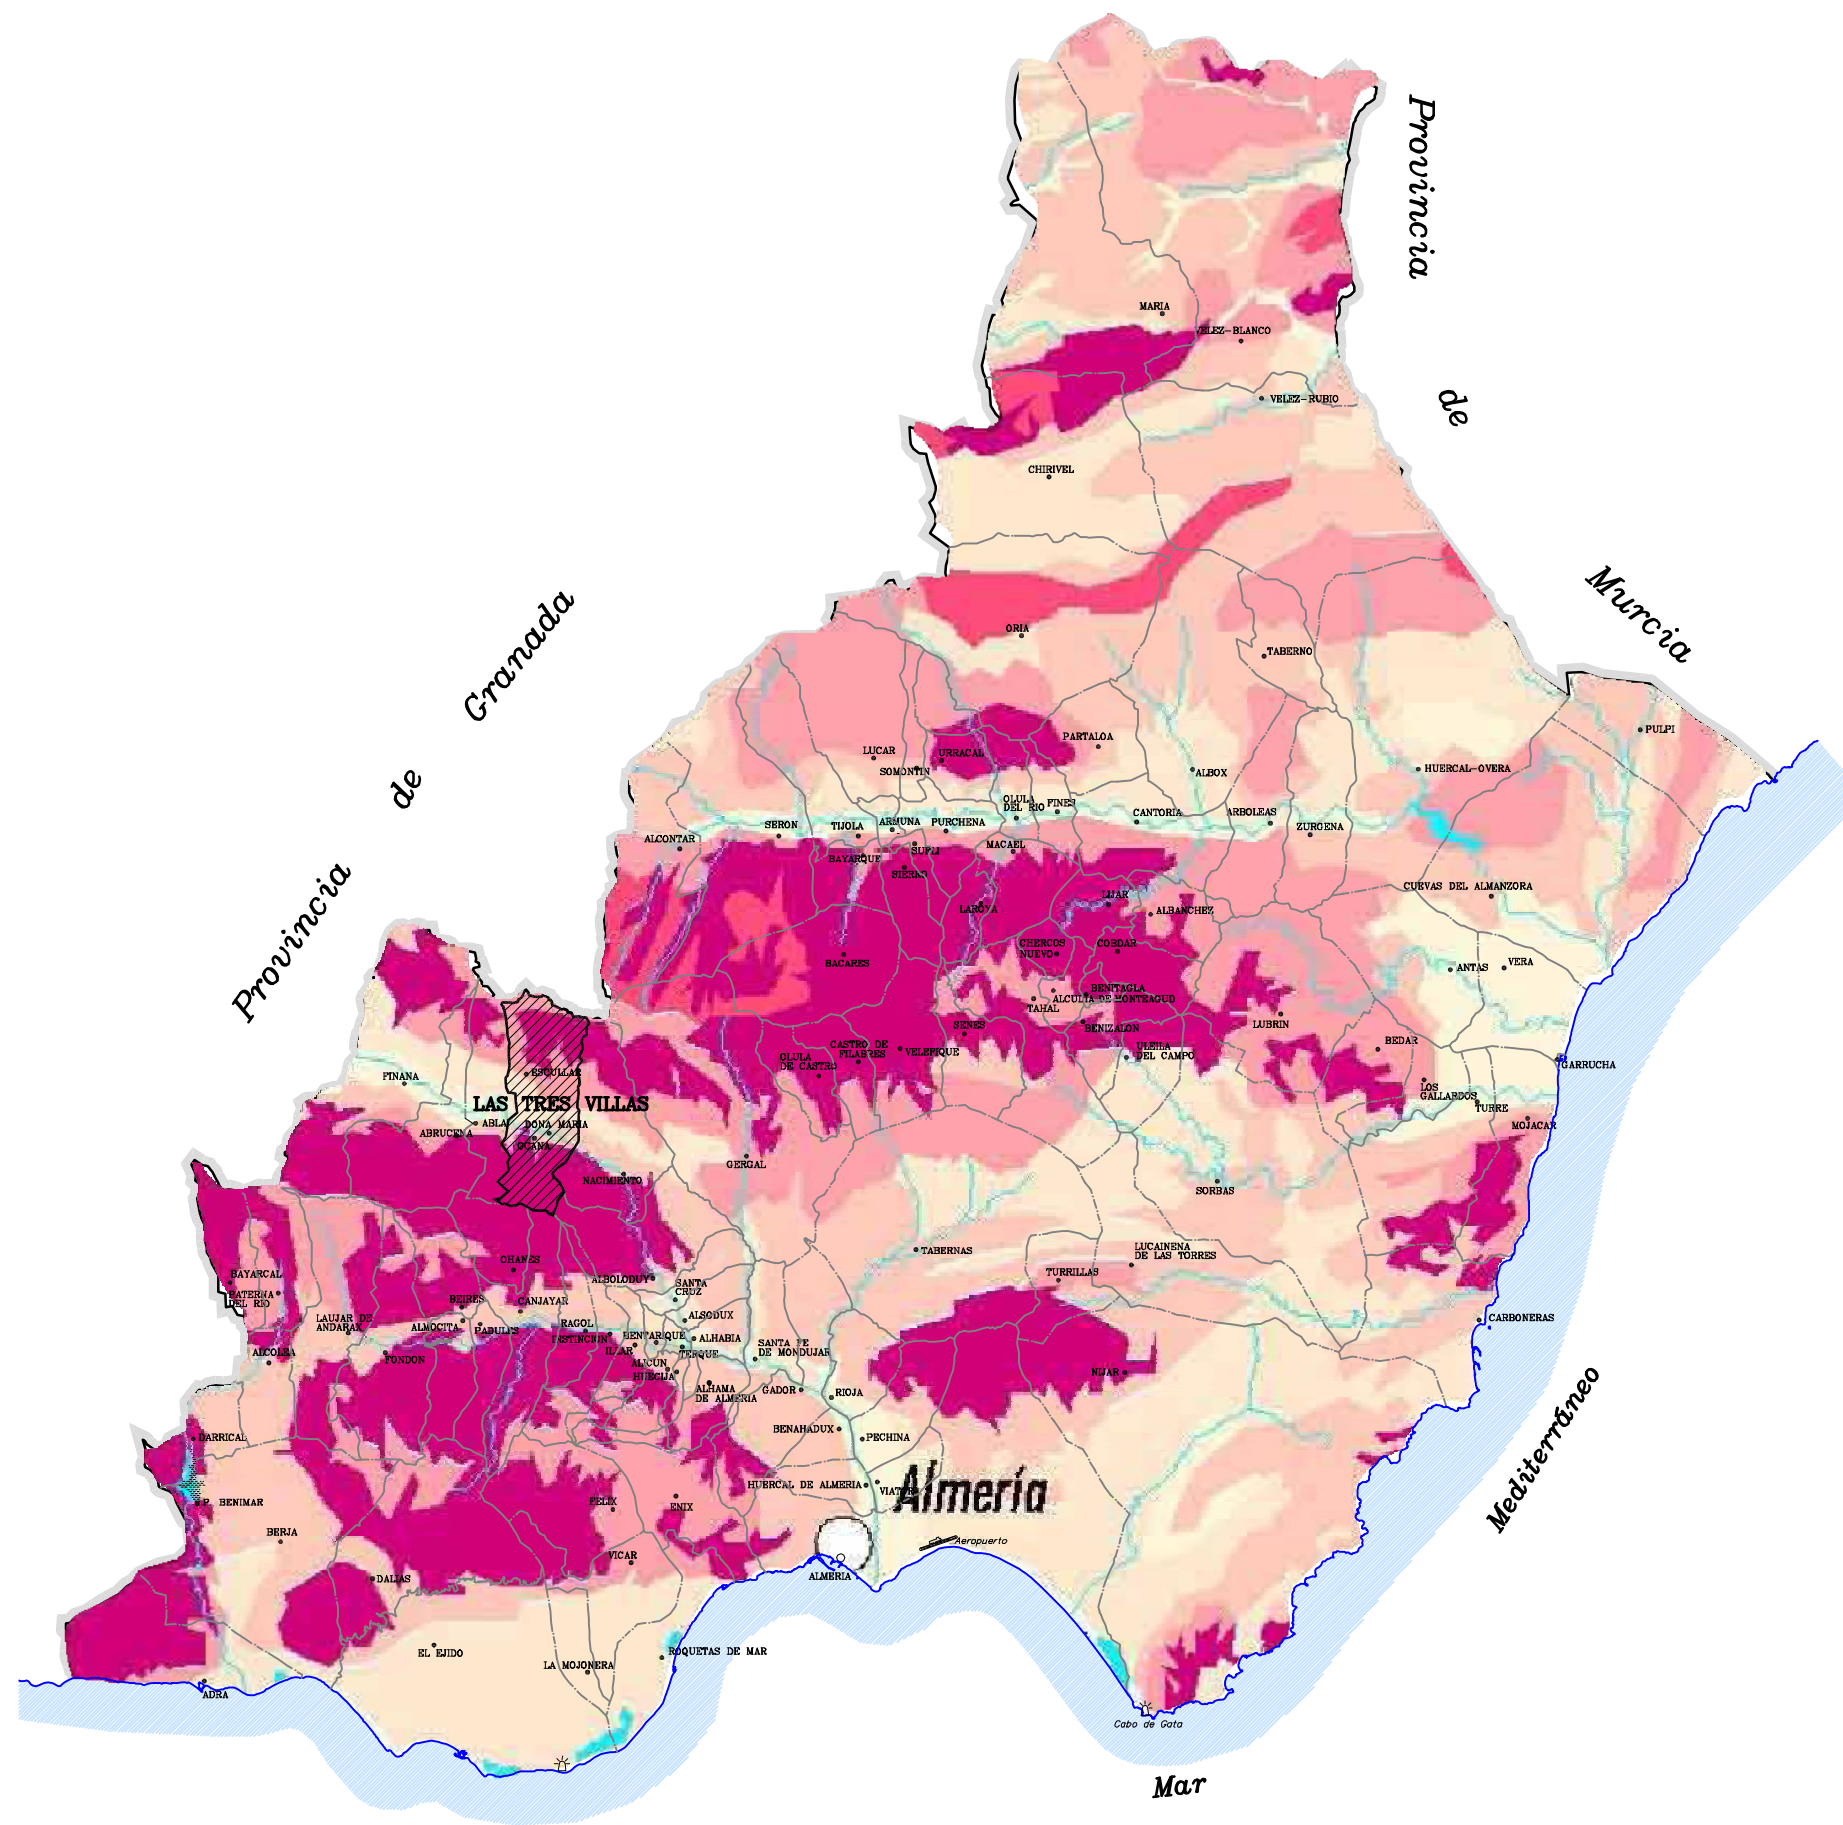 Provincia
de
Murcia
Provincia
de
Granada
MARIA
VELEZ-BLANCO
VELEZ-RUBIO
CHIRIVEL
ORIA
TABERNO
PULPI
LUCAR
URRACAL
PARTALOA
SOMONTIN
ALBOX
HUERCAL-OVERA
OLULA
DEL RIO
FINES
CANTORIA
ARBOLEAS
ZURGENA
SERON
TIJOLA
ARMUNA
PURCHENA
ALCONTAR
MACAEL
SUFLI
BAYARQUE
SIERRO
CUEVAS DEL ALMANZORA
LIJAR
LAROYA
ALBANCHEZ
CHERCOS
NUEVO
COBDAR
BACARES
ANTAS
VERA
BENITAGLA
ALCUDIA DE MONTEAGUD
TAHAL
SENES
BENIZALON
LUBRIN
BEDAR
CASTRO DE
FILABRES
VELEFIQUE
OLULA
DE CASTRO
ULEILA
DEL CAMPO
GARRUCHA
ESCULLAR
FINANA
LOS
GALLARDOS
TURRE
LAS TRES VILLAS
MOJACAR
ABLA
DONA MARIA
ABRUCENA
OCANA
GERGAL
NACIMIENTO
SORBAS
TABERNAS
LUCAINENA
DE LAS TORRES
OHANES
BAYARCAL
ALBOLODUY
SANTA
CRUZ
TURRILLAS
PATERNA
DEL RIO
BEIRES
CANJAYAR
ALSODUX
CARBONERAS
LAUJAR DE
ANDARAX
ALMOCITA
PADULES
RAGOL
INSTINCION
BENTARIQUE
ALHABIA
SANTA FE
DE MONDUJAR
ILLAR
TERQUE
ALCOLEA
FONDON
ALICUN
HUECIJA
NIJAR
ALHAMA
DE ALMERIA
GADOR
RIOJA
BENAHADUX
PECHINA
DARRICAL
HUERCAL DE ALMERIA
VIATOR
Almería
P. BENIMAR
FELIX
ENIX
BERJA
Aeropuerto
VICAR
ALMERIA
DALIAS
EL EJIDO
LA MOJONERA
ROQUETAS DE MAR
ADRA
Cabo de Gata
Mar
Mediterráneo